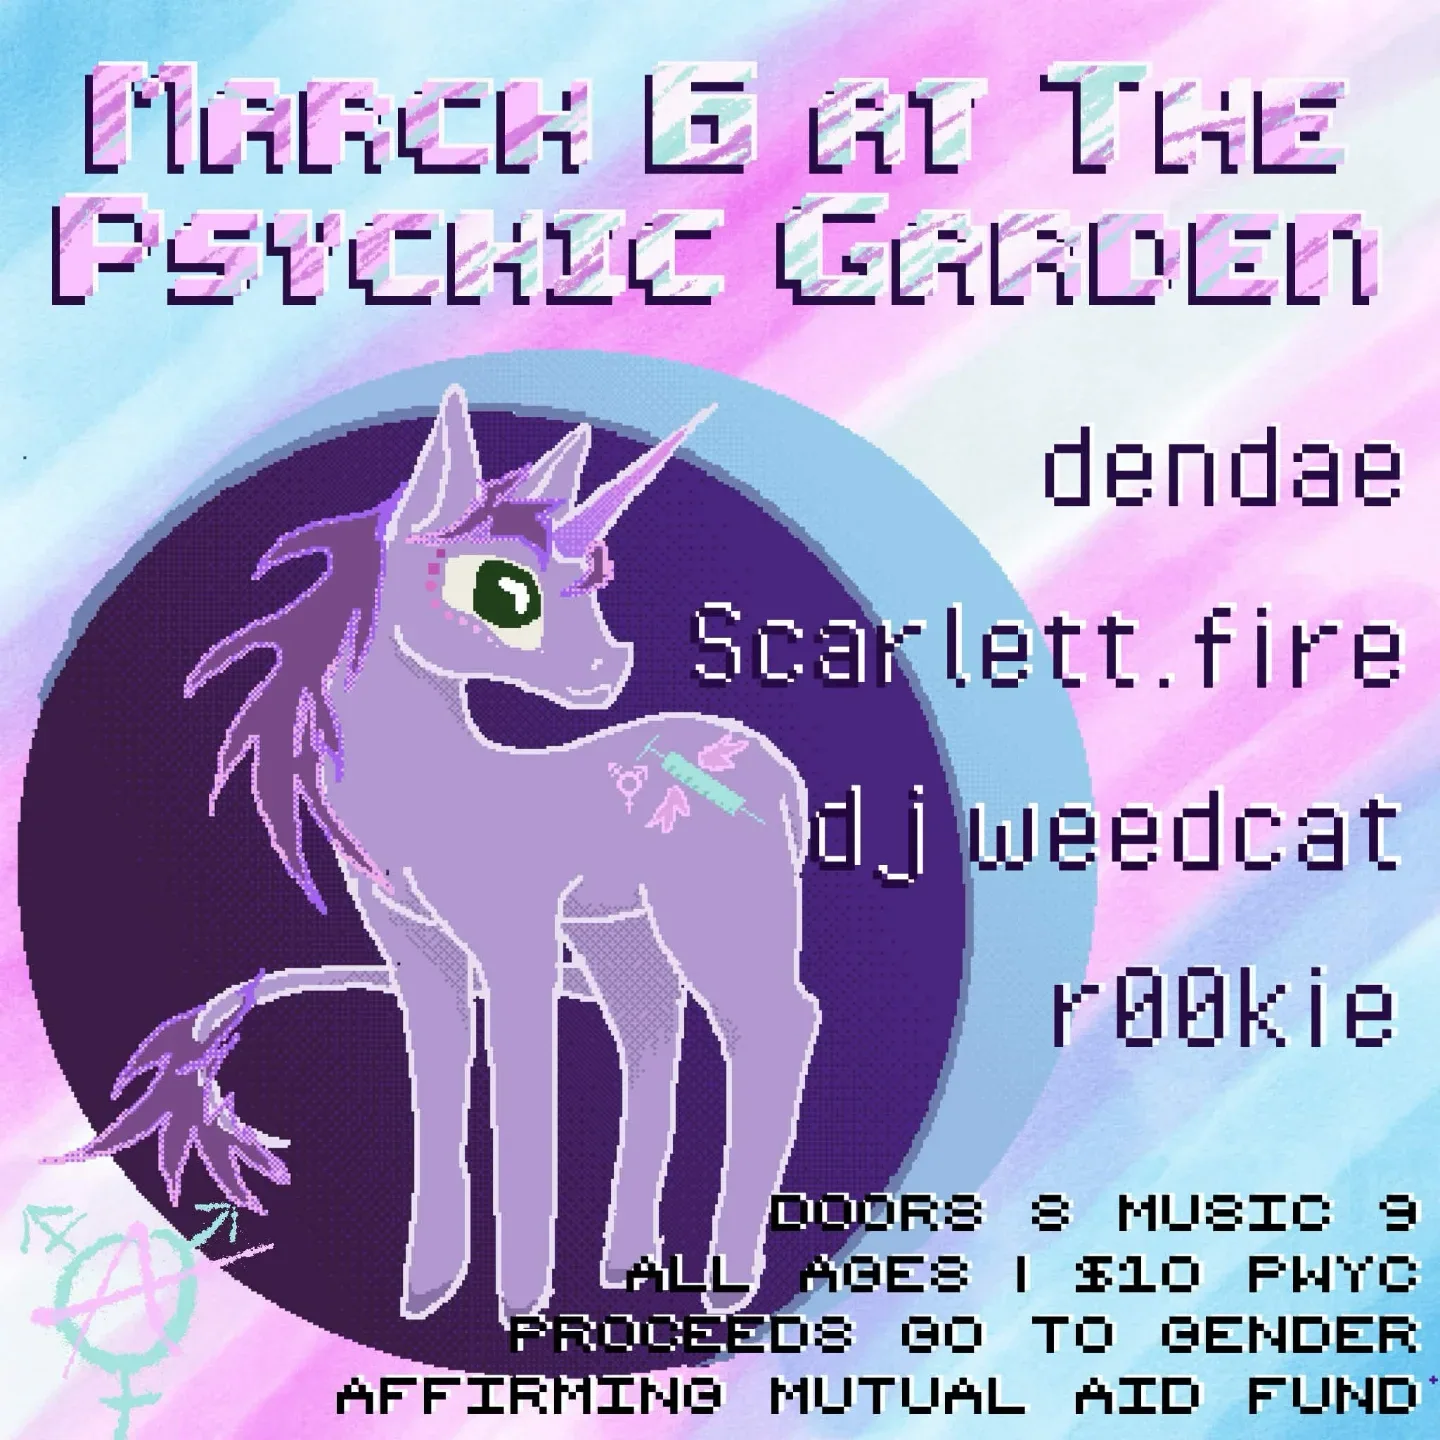 March 6 at The
Psychic Garden
dendae
Scarlett.fire
dj weedcat
r00kie
DOORS 8 MUSIC 9
ALL AGES | $10 PWYC
PROCEEDS GO TO GENDER
AFFIRMING MUTUAL AID FUND